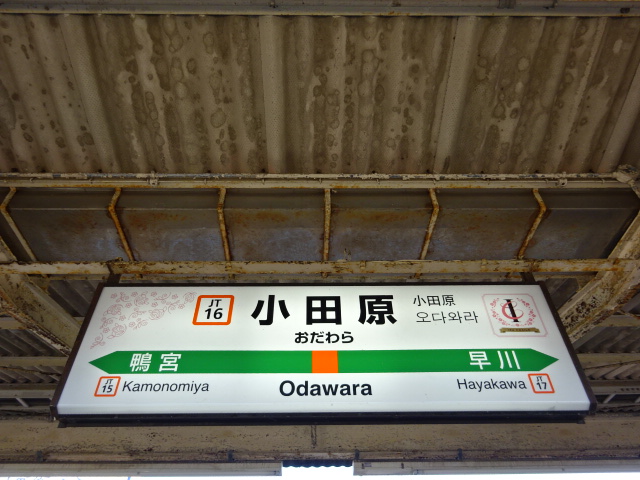 JT
16
小田原
小田原
오다와라
おだわら
鴨宮
早川
JT
15
Kamonomiya
Odawara
Hayakawa
JT
17